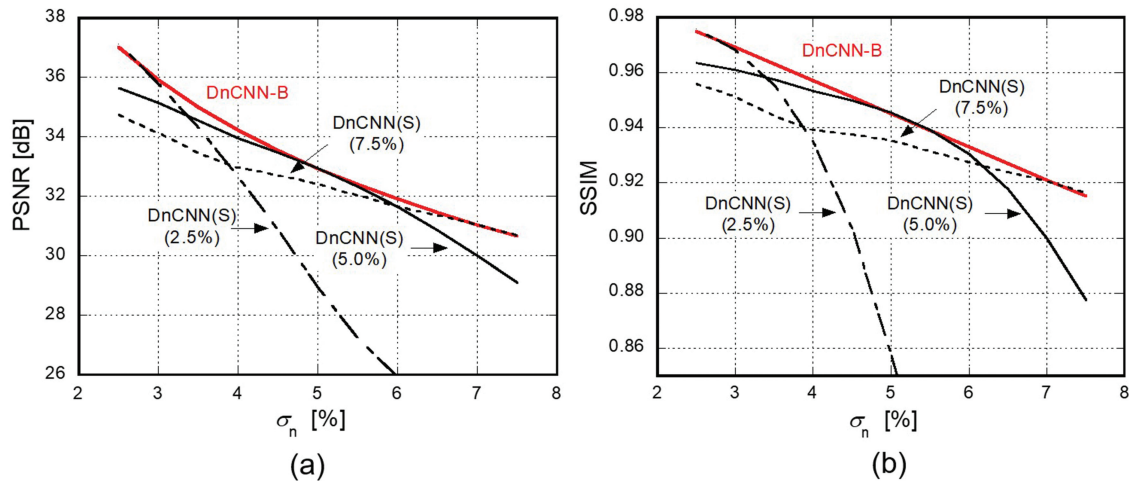 38
36
34
32
30
28
26
PSNR [dB]
DnCNN-B
DnCNN(S)
(7.5%)
DnCNN(S)
(2.5%)
DnCNN(S)
(5.0%)
2 3 4 5 6 7 8
σn [%]
(a)
0.98
0.96
0.94
0.92
0.90
0.88
0.86
SSIM
DnCNN-B
DnCNN(S)
(7.5%)
DnCNN(S)
(2.5%)
DnCNN(S)
(5.0%)
2 3 4 5 6 7 8
σn [%]
(b)